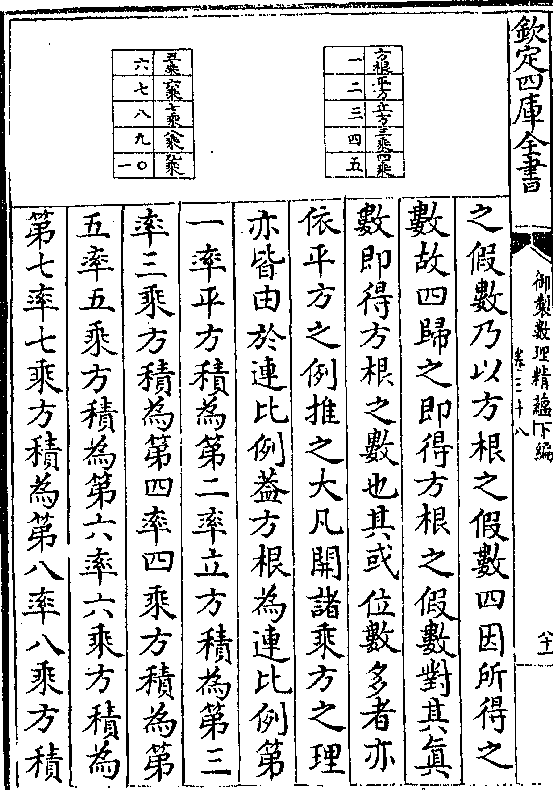 欽定四庫全書
御製數理精蘊下編
卷三十八
方根 平方 立方 三乘 四乘
一 二 三 四 五
五乘 六乘 七乘 八乘 九乘
六 七 八 九 一〇
之假數乃以方根之假數四因所得之
數故四歸之即得方根之假數對其眞
數即得方根之數也其或位數多者亦
依平方之例推之大凡開諸乘方之理
亦皆由於連比例葢方根為連比例第
一率平方積為第二率立方積為第三
率三乘方積為第四率四乘方積為第
五率五乘方積為第六率六乘方積為
第七率七乘方積為第八率八乘方積